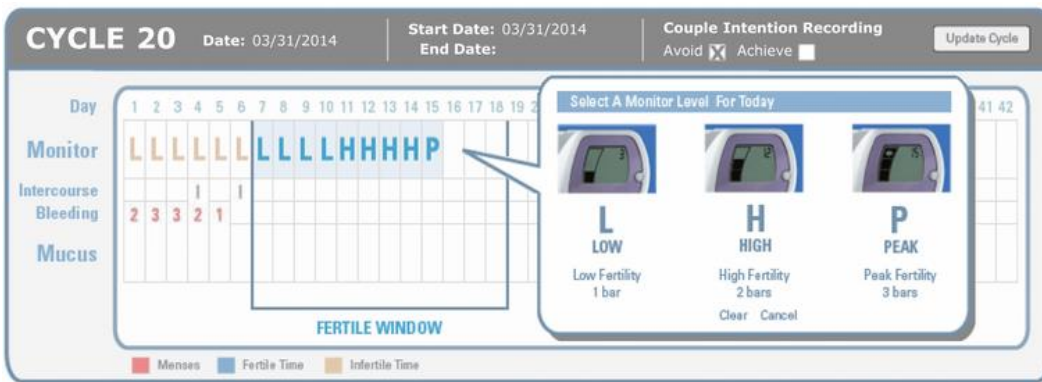 CYCLE 20 Date: 03/31/2014 Start Date: 03/31/2014 Couple Intention Recording
End Date: Avoid X Achieve Update Cycle
Day 1 2 3 4 5 6 7 8 9 10 11 12 13 14 15 16 17 18 19 2 41 42
Monitor L L L L L L L L L L H H H H P
Intercourse I I
Bleeding 2 3 3 2 1
Mucus
FERTILE WINDOW
Menses Fertile Time Infertile Time
Select A Monitor Level For Today
3 12 15
L H P
LOW HIGH PEAK
Low Fertility High Fertility Peak Fertility
1 bar 2 bars 3 bars
Clear Cancel